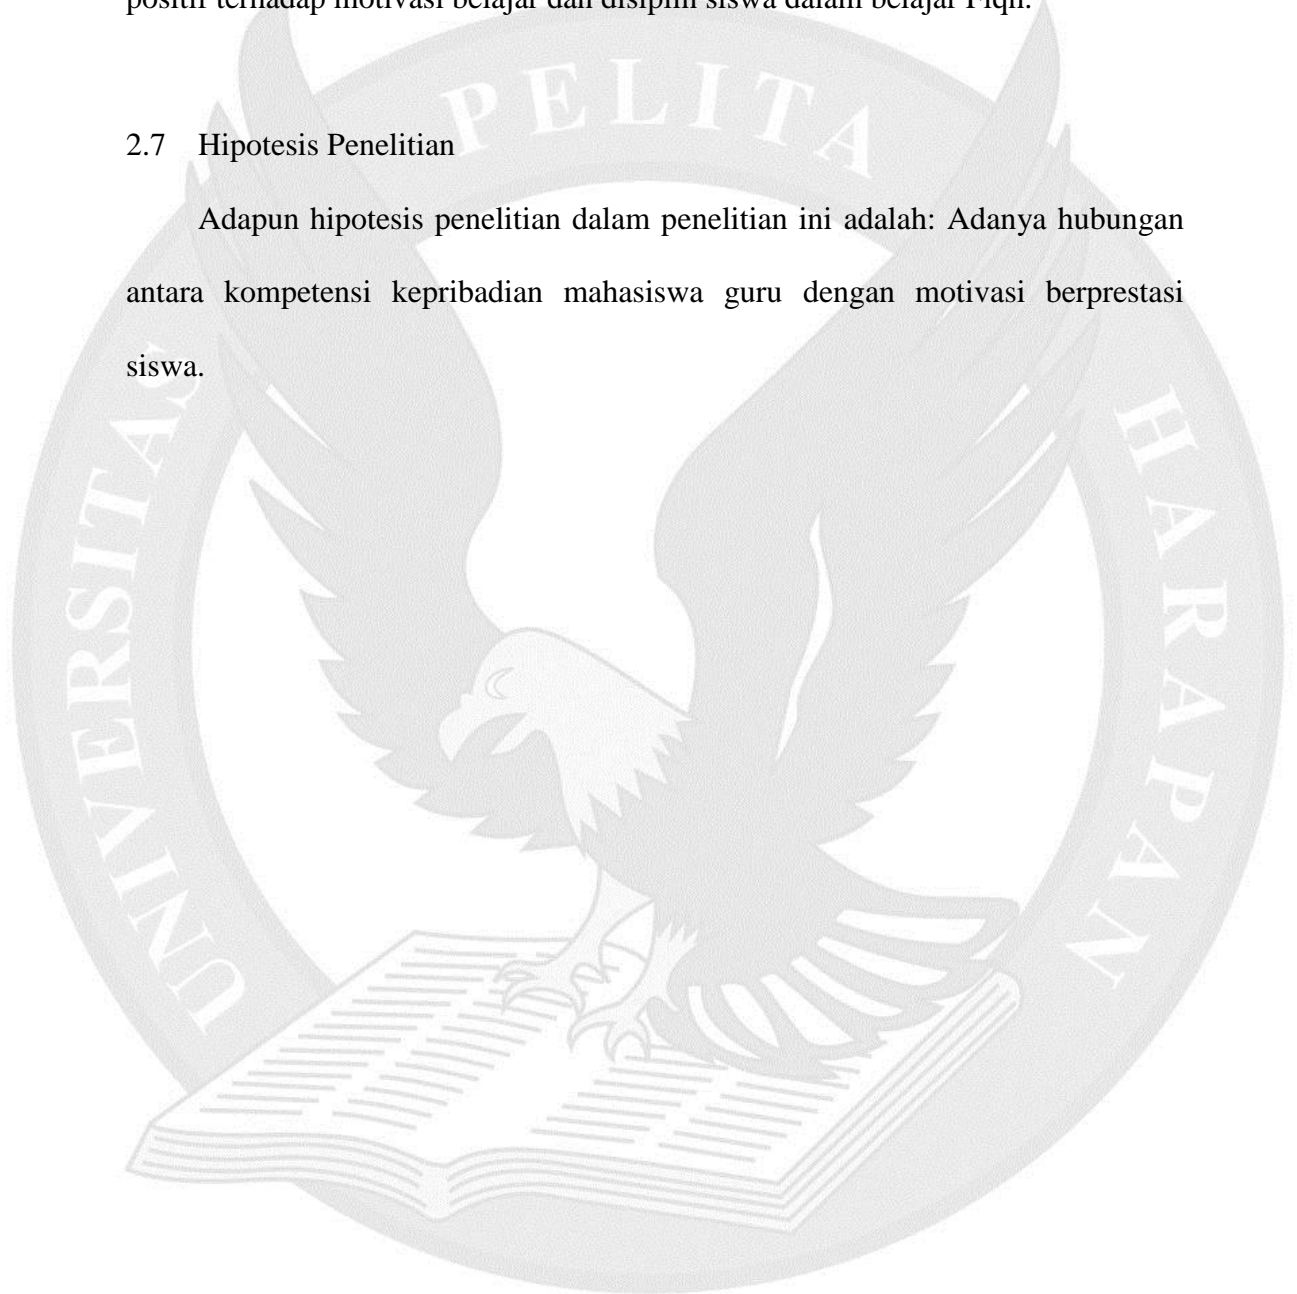 positif terhadap motivasi belajar dan disiplin siswa dalam belajar Fiqh.
PELITA
2.7 Hipotesis Penelitian
Adapun hipotesis penelitian dalam penelitian ini adalah: Adanya hubungan
antara kompetensi kepribadian mahasiswa guru dengan motivasi berprestasi
siswa.
UNIVERSITAS
HARAPAN